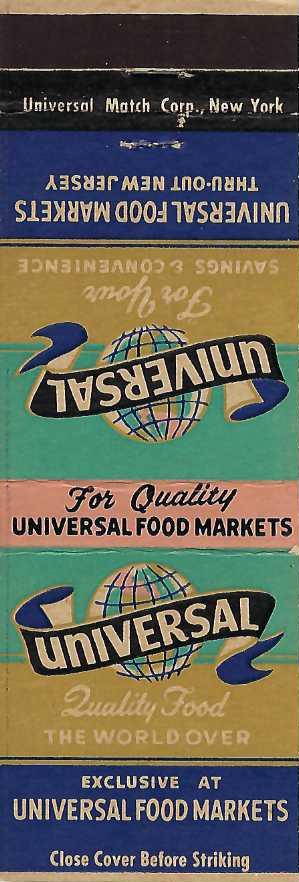 Universal Match Corp., New York
UNIVERSAL FOOD MARKETS
THRU-OUT NEW JERSEY
For Your
SAVINGS & CONVENIENCE
UNIVERSAL
For Quality
UNIVERSAL FOOD MARKETS
UNIVERSAL
Quality Food
THE WORLD OVER
EXCLUSIVE AT
UNIVERSAL FOOD MARKETS
Close Cover Before Striking